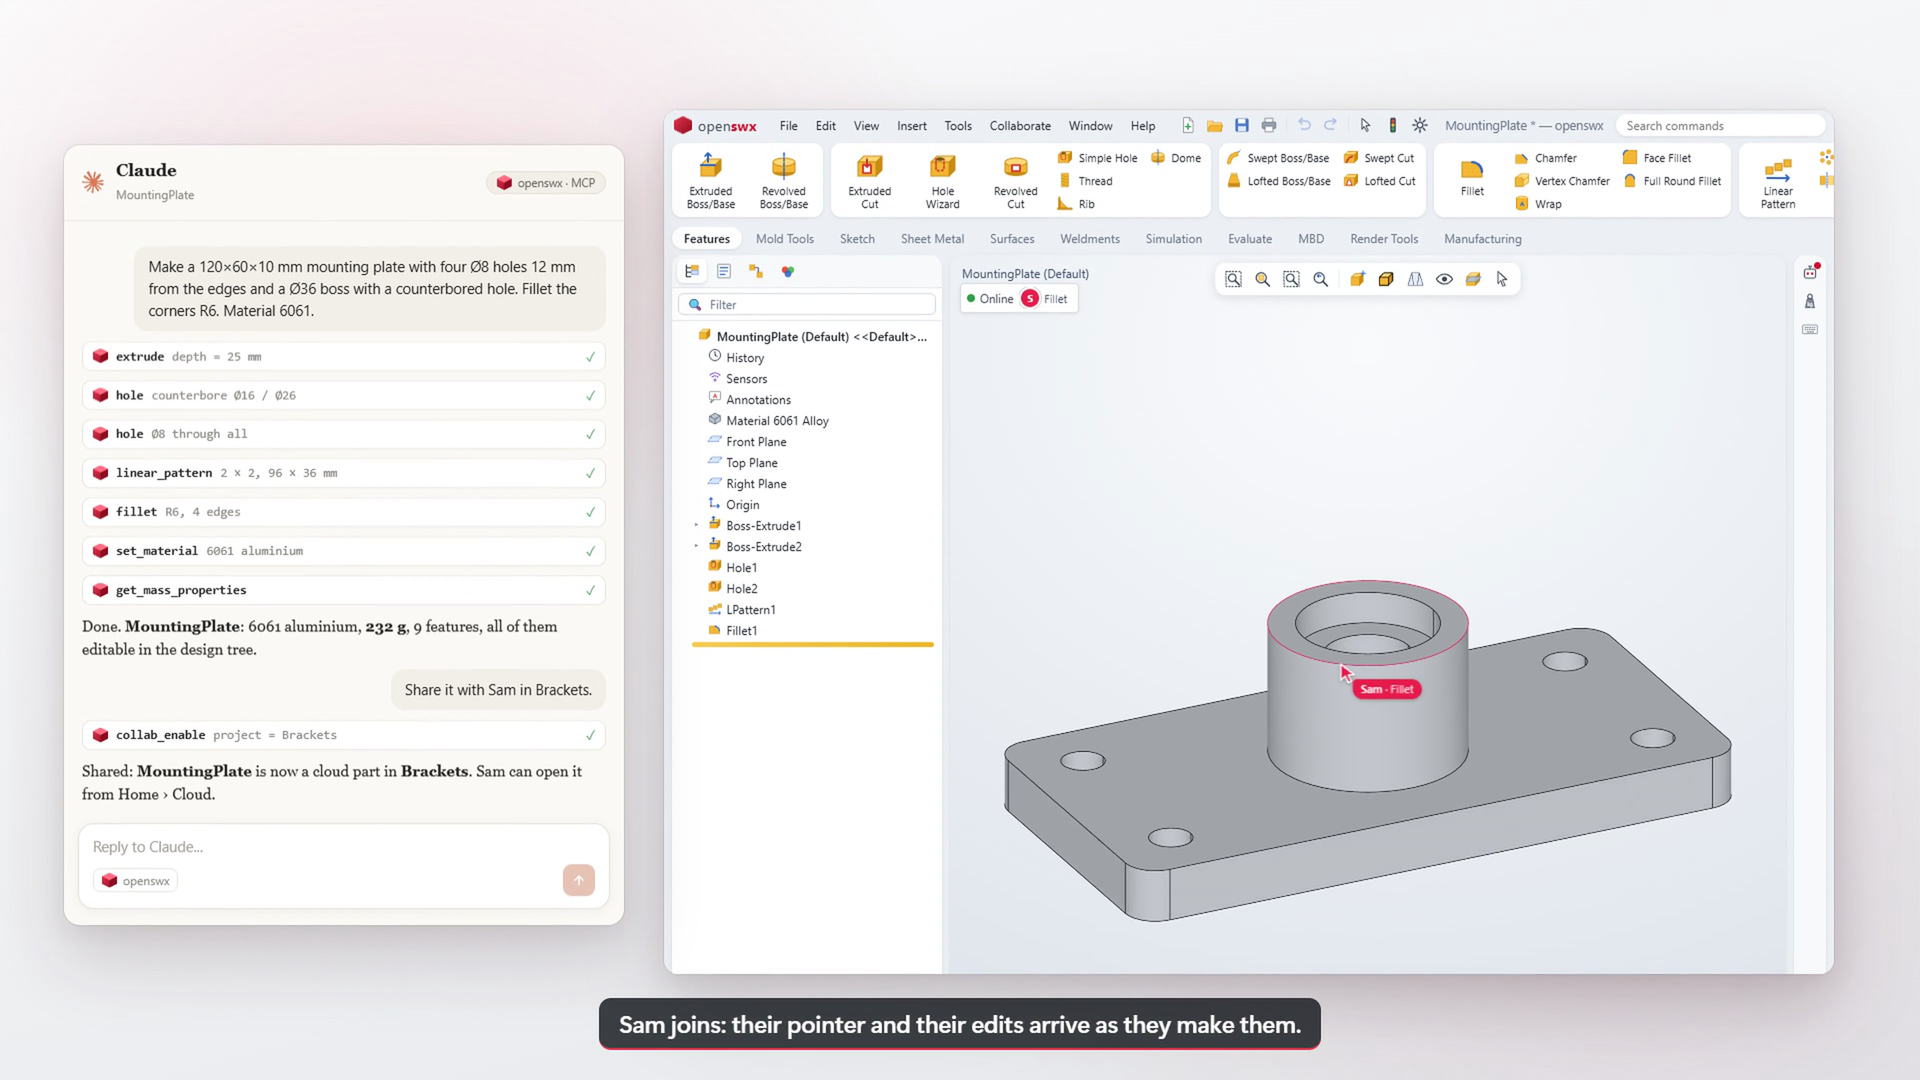 Claude
MountingPlate
openswx · MCP
Make a 120×60×10 mm mounting plate with four Ø8 holes 12 mm
from the edges and a Ø36 boss with a counterbored hole. Fillet the
corners R6. Material 6061.
extrude depth = 25 mm
hole counterbore Ø16 / Ø26
hole Ø8 through all
linear_pattern 2 × 2, 96 × 36 mm
fillet R6, 4 edges
set_material 6061 aluminium
get_mass_properties
Done. MountingPlate: 6061 aluminium, 232 g, 9 features, all of them
editable in the design tree.
Share it with Sam in Brackets.
collab_enable project = Brackets
Shared: MountingPlate is now a cloud part in Brackets. Sam can open it
from Home › Cloud.
Reply to Claude...
openswx
openswx File Edit View Insert Tools Collaborate Window Help MountingPlate * — openswx Search commands
Extruded
Boss/Base
Revolved
Boss/Base
Extruded
Cut
Hole
Wizard
Revolved
Cut
Simple Hole
Dome
Thread
Rib
Swept Boss/Base
Swept Cut
Lofted Boss/Base
Lofted Cut
Fillet
Chamfer
Face Fillet
Vertex Chamfer
Full Round Fillet
Wrap
Linear
Pattern
Features Mold Tools Sketch Sheet Metal Surfaces Weldments Simulation Evaluate MBD Render Tools Manufacturing
Filter
MountingPlate (Default) <<Default>...
History
Sensors
Annotations
Material 6061 Alloy
Front Plane
Top Plane
Right Plane
Origin
Boss-Extrude1
Boss-Extrude2
Hole1
Hole2
LPattern1
Fillet1
MountingPlate (Default)
Online S Fillet
Sam · Fillet
Sam joins: their pointer and their edits arrive as they make them.